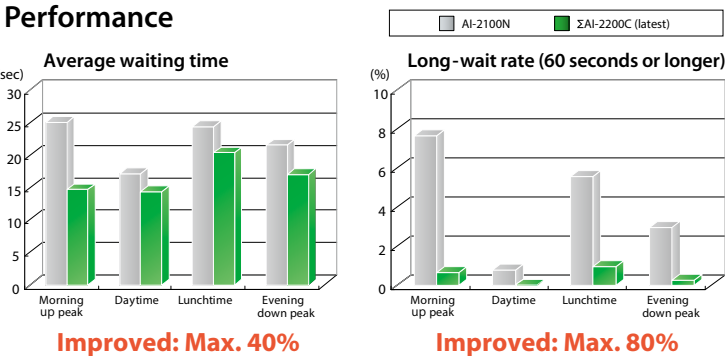 Performance
AI-2100N
ΣAI-2200C (latest)
Average waiting time
sec)
30
25
20
15
10
5
0
Morning
up peak
Daytime
Lunchtime
Evening
down peak
Improved: Max. 40%
Long-wait rate (60 seconds or longer)
(%)
10
8
6
4
2
0
Morning
up peak
Daytime
Lunchtime
Evening
down peak
Improved: Max. 80%